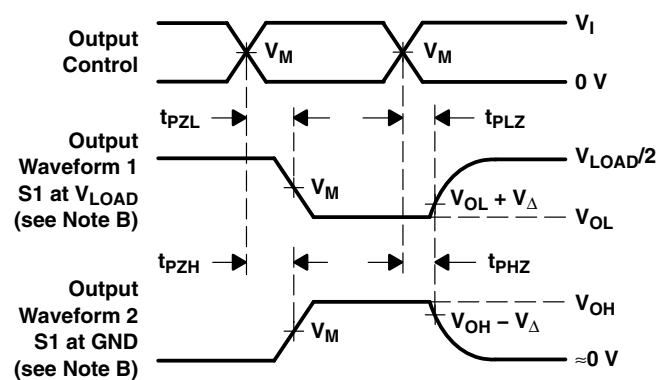 Output
Control
V_M
V_M
V_I
0 V
t_PZL
t_PLZ
Output
Waveform 1
S1 at V_LOAD
(see Note B)
V_M
V_LOAD/2
V_OL + V_Δ
V_OL
t_PZH
t_PHZ
Output
Waveform 2
S1 at GND
(see Note B)
V_M
V_OH
V_OH − V_Δ
≈0 V